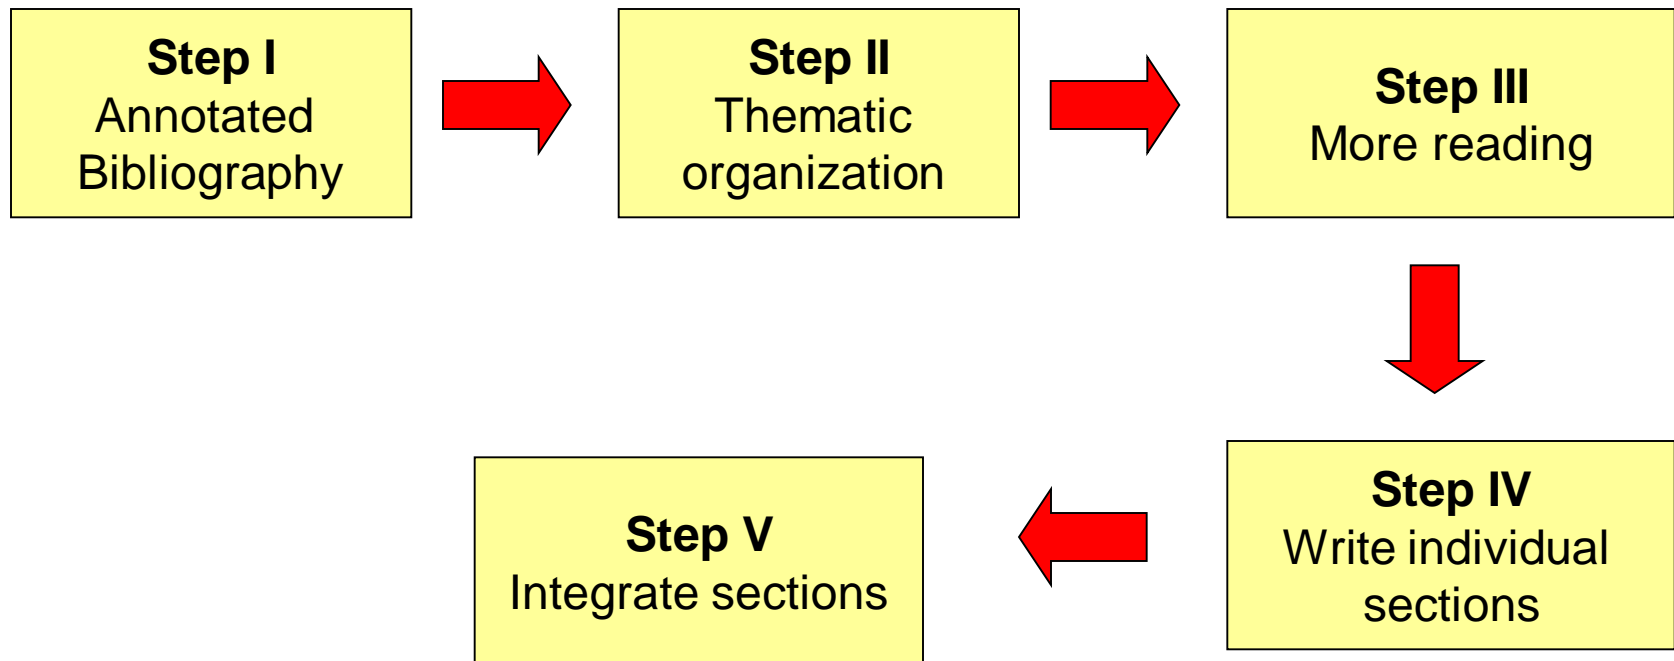 Step I
Annotated
Bibliography
Step II
Thematic
organization
Step III
More reading
Step IV
Write individual
sections
Step V
Integrate sections